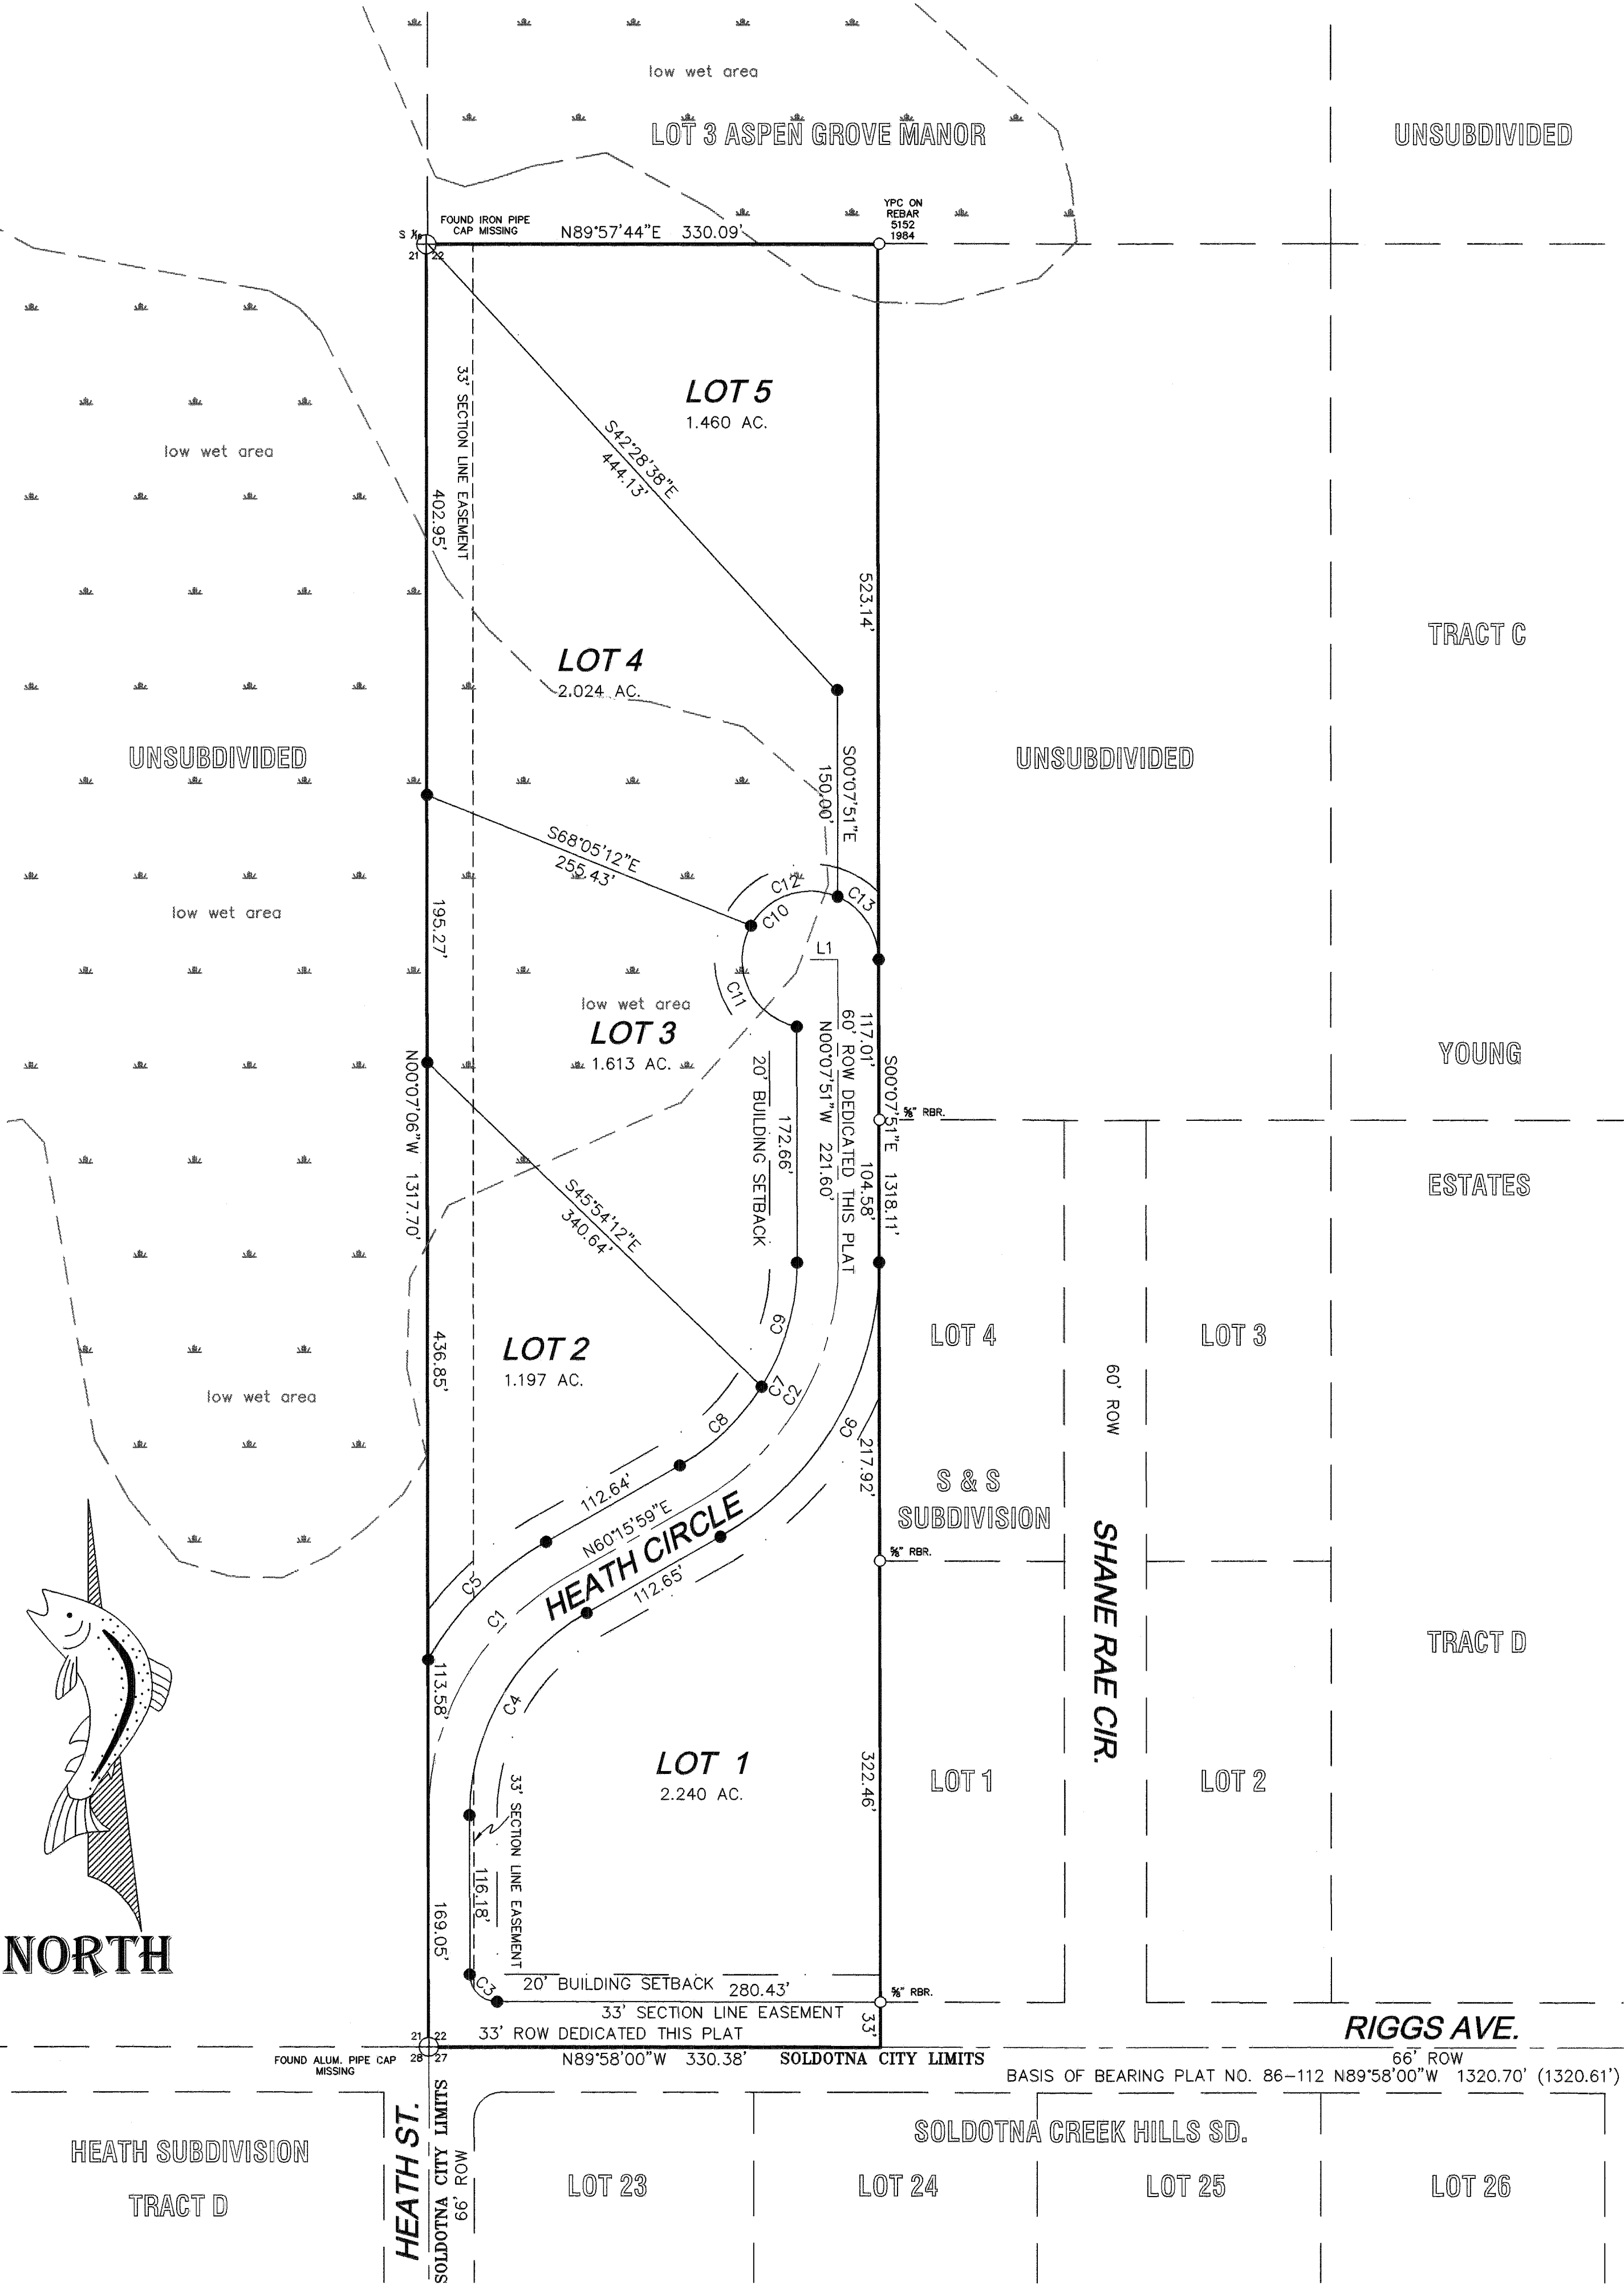 low wet area
LOT 3 ASPEN GROVE MANOR
UNSUBDIVIDED
YPC ON
REBAR
5152
1984
FOUND IRON PIPE
CAP MISSING
N89°57'44"E 330.09'
S 1/16
21 22
LOT 5
1.460 AC.
33' SECTION LINE EASEMENT
S42°28'38"E
444.13'
low wet area
402.95'
523.14'
TRACT C
LOT 4
2.024 AC.
UNSUBDIVIDED
UNSUBDIVIDED
S00°07'51"E
150.00'
S68°05'12"E
255.43'
C12
C13
C10
low wet area
195.27'
L1
C11
low wet area
LOT 3
1.613 AC.
117.01'
60' ROW DEDICATED THIS PLAT
N00°07'51"W 221.60'
20' BUILDING SETBACK
172.66'
104.58'
S00°07'51"E 1318.11'
5/8" RBR.
YOUNG
ESTATES
N00°07'06"W 1317.70'
S45°54'12"E
340.64'
LOT 2
1.197 AC.
436.85'
low wet area
C9
C7
C2
C8
C6
217.92'
LOT 4
LOT 3
60' ROW
S & S
SUBDIVISION
112.64'
N60°15'59"E
HEATH CIRCLE
112.65'
5/8" RBR.
C5
C1
C4
SHANE RAE CIR.
TRACT D
113.58'
LOT 1
2.240 AC.
322.46'
LOT 1
LOT 2
33' SECTION LINE EASEMENT
116.18'
169.05'
NORTH
C3
20' BUILDING SETBACK 280.43'
5/8" RBR.
33' SECTION LINE EASEMENT
33'
33' ROW DEDICATED THIS PLAT
RIGGS AVE.
66' ROW
21 22
28 27
FOUND ALUM. PIPE CAP
MISSING
N89°58'00"W 330.38'
SOLDOTNA CITY LIMITS
BASIS OF BEARING PLAT NO. 86-112 N89°58'00"W 1320.70' (1320.61')
HEATH ST.
SOLDOTNA CITY LIMITS
66' ROW
HEATH SUBDIVISION
TRACT D
SOLDOTNA CREEK HILLS SD.
LOT 23
LOT 24
LOT 25
LOT 26